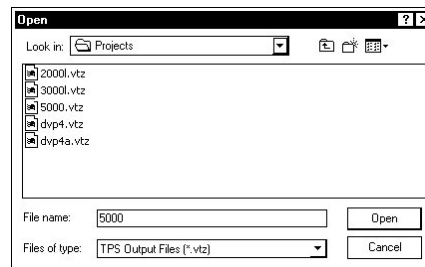 Open
Look in: Projects
2000l.vtz
3000l.vtz
5000.vtz
dvp4.vtz
dvp4a.vtz
File name: 5000 Open
Files of type: TPS Output Files (*.vtz) Cancel